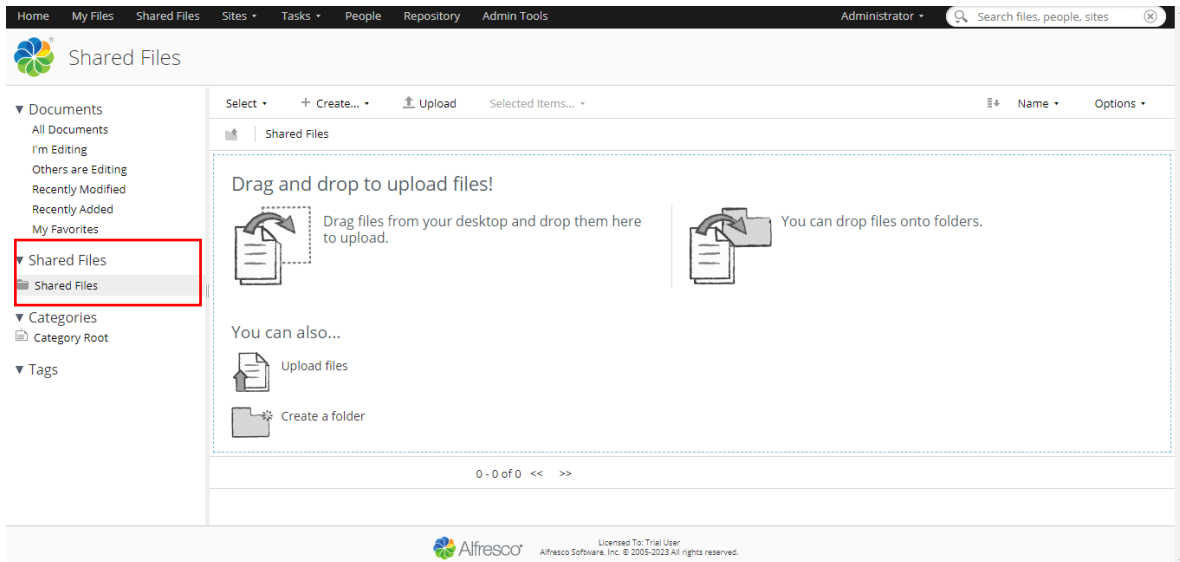 Home My Files Shared Files Sites Tasks People Repository Admin Tools Administrator Search files, people, sites
Shared Files
Documents
All Documents
I'm Editing
Others are Editing
Recently Modified
Recently Added
My Favorites
Shared Files
Shared Files
Categories
Category Root
Tags
Select + Create... Upload Selected Items... Name Options
Shared Files
Drag and drop to upload files!
Drag files from your desktop and drop them here
to upload.
You can drop files onto folders.
You can also...
Upload files
Create a folder
0 - 0 of 0 << >>
Alfresco
Licensed To: Trial User
Alfresco Software, Inc. © 2005-2023 All rights reserved.